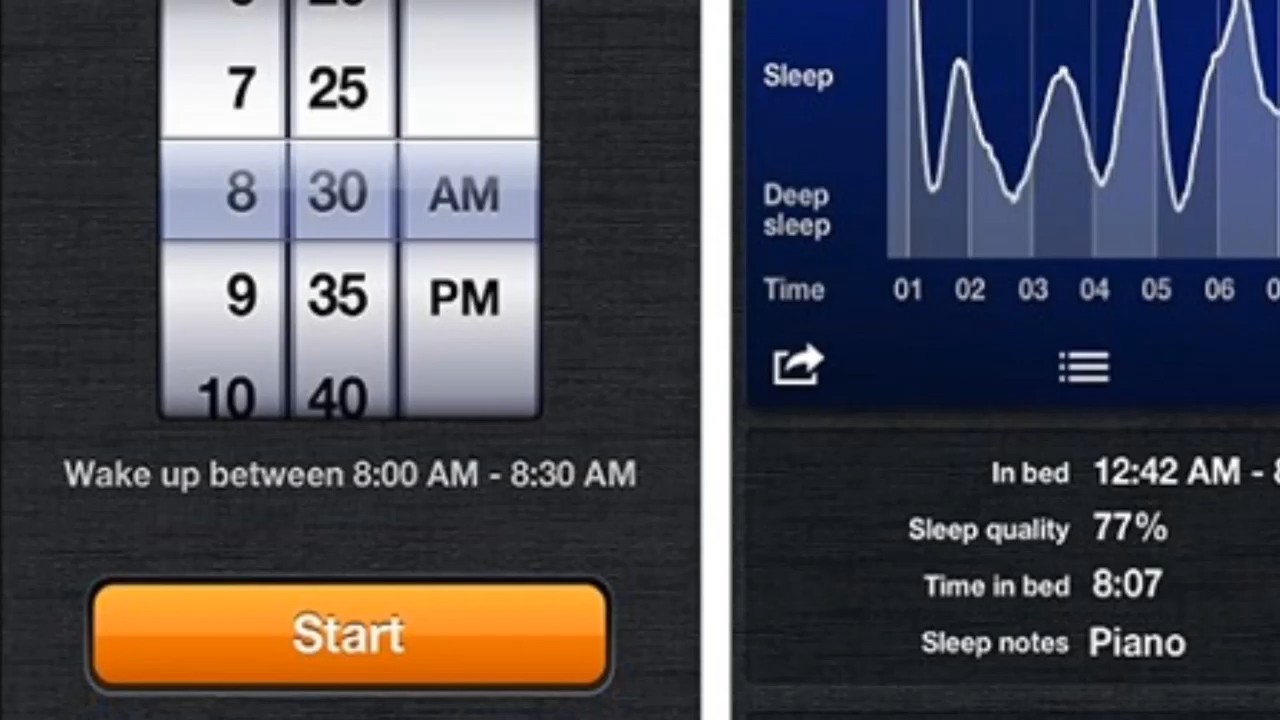 7 25
8 30 AM
9 35 PM
10 40
Wake up between 8:00 AM - 8:30 AM
Start
Sleep
Deep
sleep
Time 01 02 03 04 05 06
In bed 12:42 AM -
Sleep quality 77%
Time in bed 8:07
Sleep notes Piano